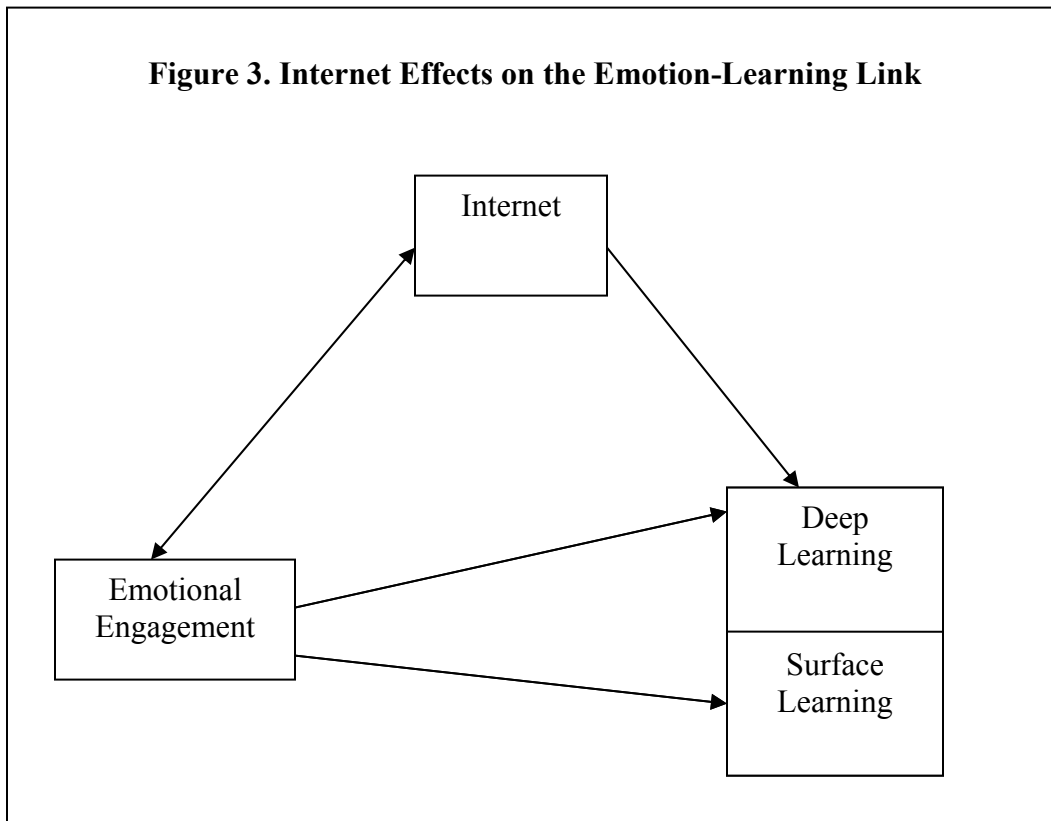 Figure 3. Internet Effects on the Emotion-Learning Link
Internet
Deep
Learning
Emotional
Engagement
Surface
Learning